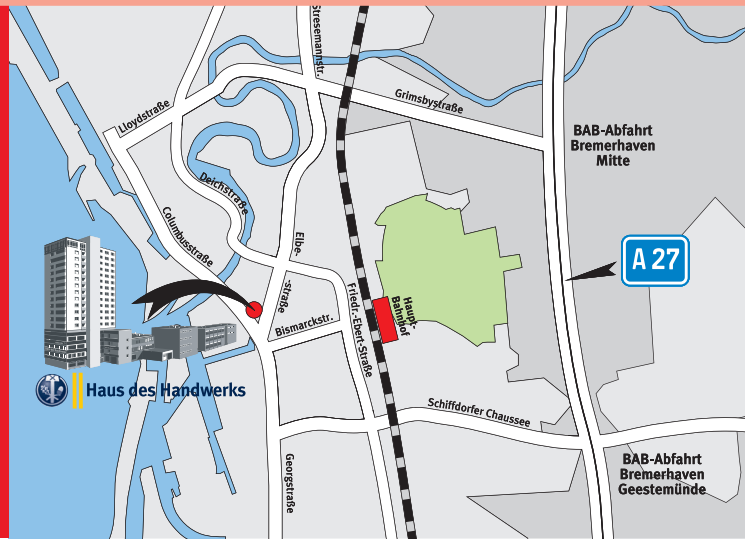 Stresemannstr.
Grimsbystraße
Lloydstraße
BAB-Abfahrt
Bremerhaven
Mitte
Deichstraße
Columbusstraße
Elbe-
-straße
A 27
Haupt-
Bahnhof
Friedr.-Ebert-Straße
Bismarckstr.
Haus des Handwerks
Schiffdorfer Chaussee
BAB-Abfahrt
Bremerhaven
Geestemünde
Georgstraße